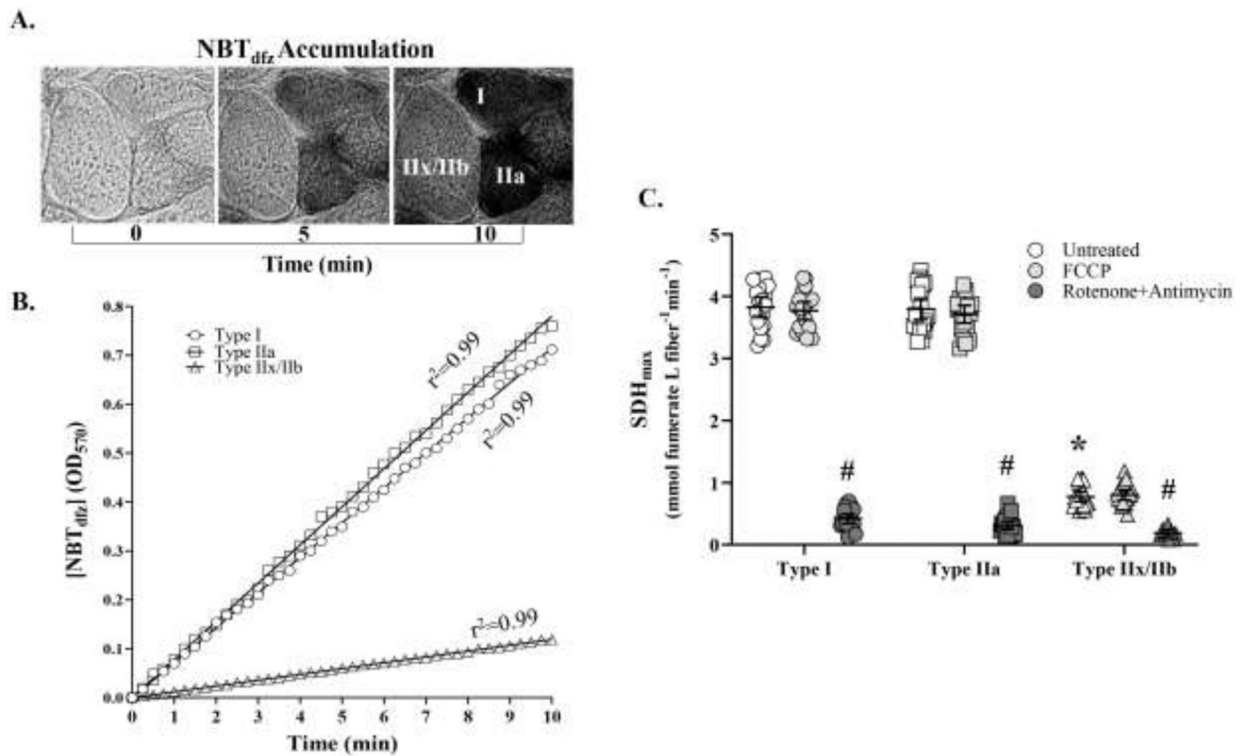 A.
NBTdfz Accumulation
I
IIx/IIb
IIa
0 5 10
Time (min)
B.
0.8
0.7
0.6
0.5
0.4
0.3
0.2
0.1
0.0
[NBTdfz] (OD570)
Type I
Type IIa
Type IIx/IIb
r²=0.99
r²=0.99
r²=0.99
0 1 2 3 4 5 6 7 8 9 10
Time (min)
C.
5
4
3
2
1
0
SDHmax
(mmol fumerate L fiber⁻¹ min⁻¹)
Untreated
FCCP
Rotenone+Antimycin
#
#
*
#
Type I Type IIa Type IIx/IIb